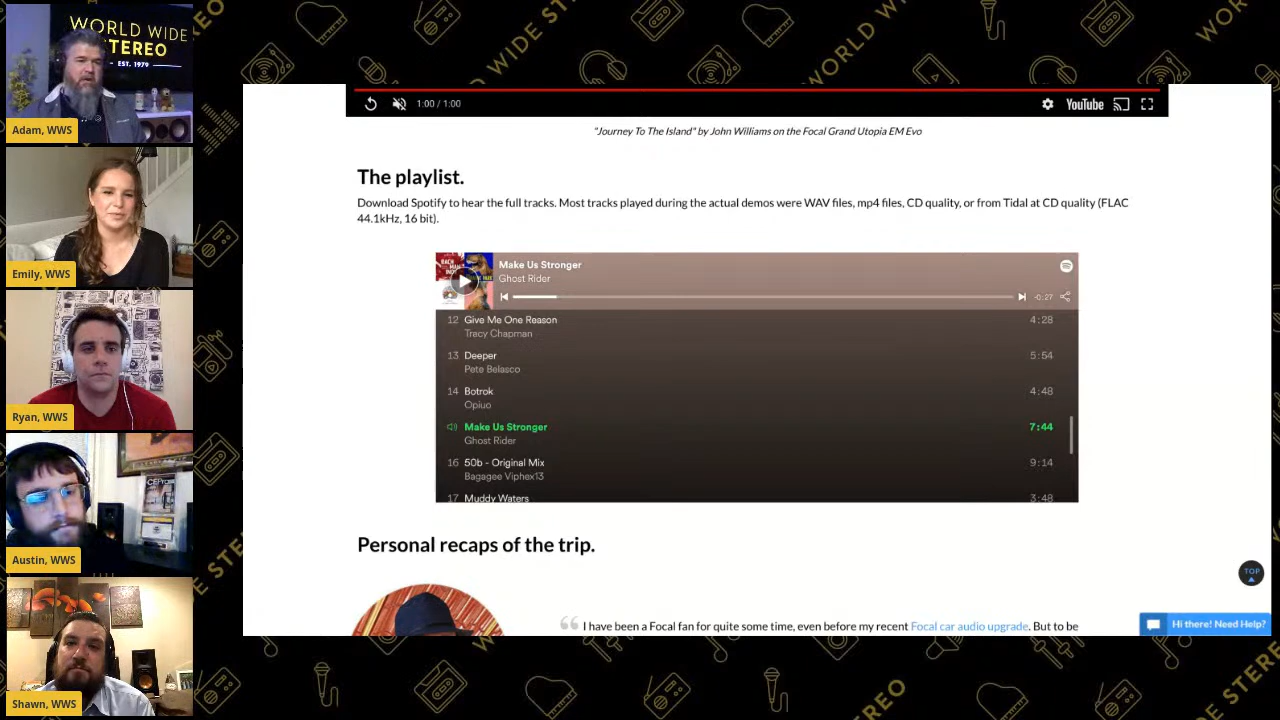 WORLD WIDE
STEREO
EST. 1979
Adam, WWS
Emily, WWS
Ryan, WWS
Austin, WWS
Shawn, WWS
1:00 / 1:00
YouTube
"Journey To The Island" by John Williams on the Focal Grand Utopia EM Evo
The playlist.
Download Spotify to hear the full tracks. Most tracks played during the actual demos were WAV files, mp4 files, CD quality, or from Tidal at CD quality (FLAC
44.1kHz, 16 bit).
Make Us Stronger
Ghost Rider
-0:27
12 Give Me One Reason 4:28
Tracy Chapman
13 Deeper 5:54
Pete Belasco
14 Botrok 4:48
Opiuo
Make Us Stronger 7:44
Ghost Rider
16 50b - Original Mix 9:14
Bagagee Viphex13
17 Muddy Waters 3:48
Personal recaps of the trip.
TOP
I have been a Focal fan for quite some time, even before my recent Focal car audio upgrade. But to be
Hi there! Need Help?
WORLD WIDE STEREO